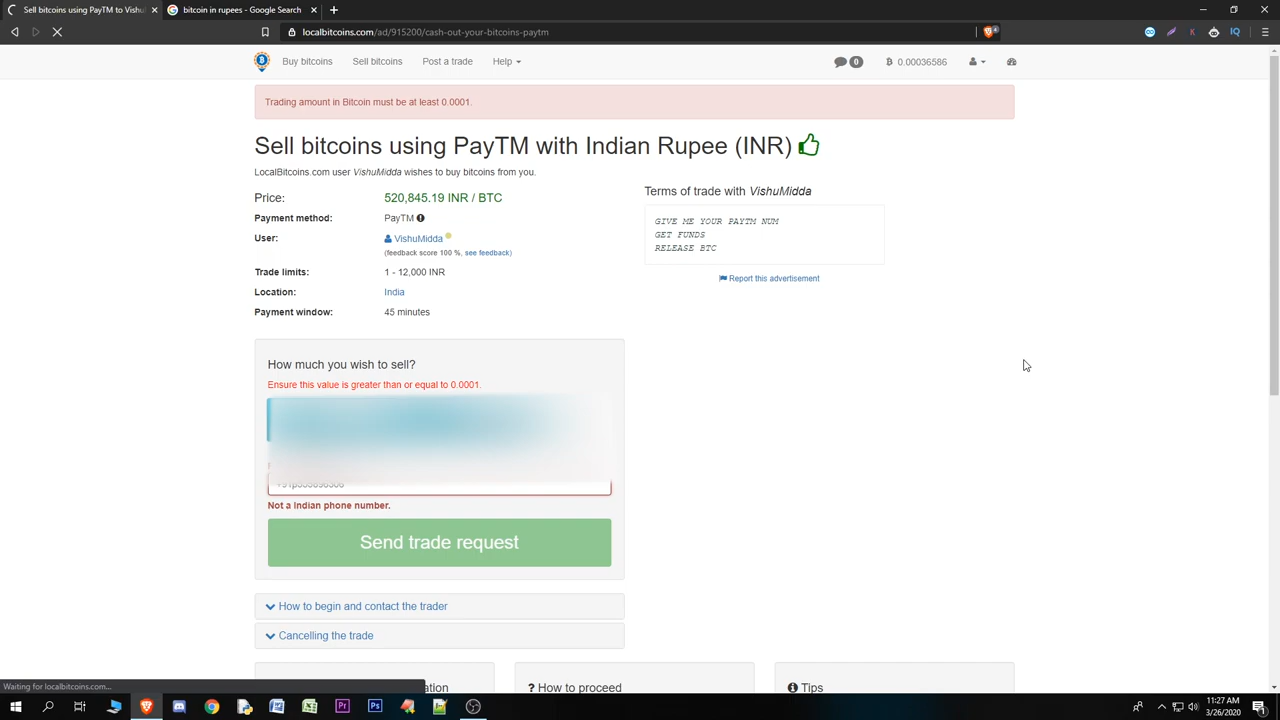 Sell bitcoins using PayTM to Vishu
bitcoin in rupees - Google Search
localbitcoins.com/ad/915200/cash-out-your-bitcoins-paytm
Buy bitcoins
Sell bitcoins
Post a trade
Help
0
0.00036586
Trading amount in Bitcoin must be at least 0.0001.
Sell bitcoins using PayTM with Indian Rupee (INR)
LocalBitcoins.com user VishuMidda wishes to buy bitcoins from you.
Price: 520,845.19 INR / BTC
Payment method: PayTM
User: VishuMidda
(feedback score 100 %, see feedback)
Trade limits: 1 - 12,000 INR
Location: India
Payment window: 45 minutes
Terms of trade with VishuMidda
GIVE ME YOUR PAYTM NUM
GET FUNDS
RELEASE BTC
Report this advertisement
How much you wish to sell?
Ensure this value is greater than or equal to 0.0001.
Not a Indian phone number.
Send trade request
How to begin and contact the trader
Cancelling the trade
? How to proceed
Tips
Waiting for localbitcoins.com...
11:27 AM
3/26/2020